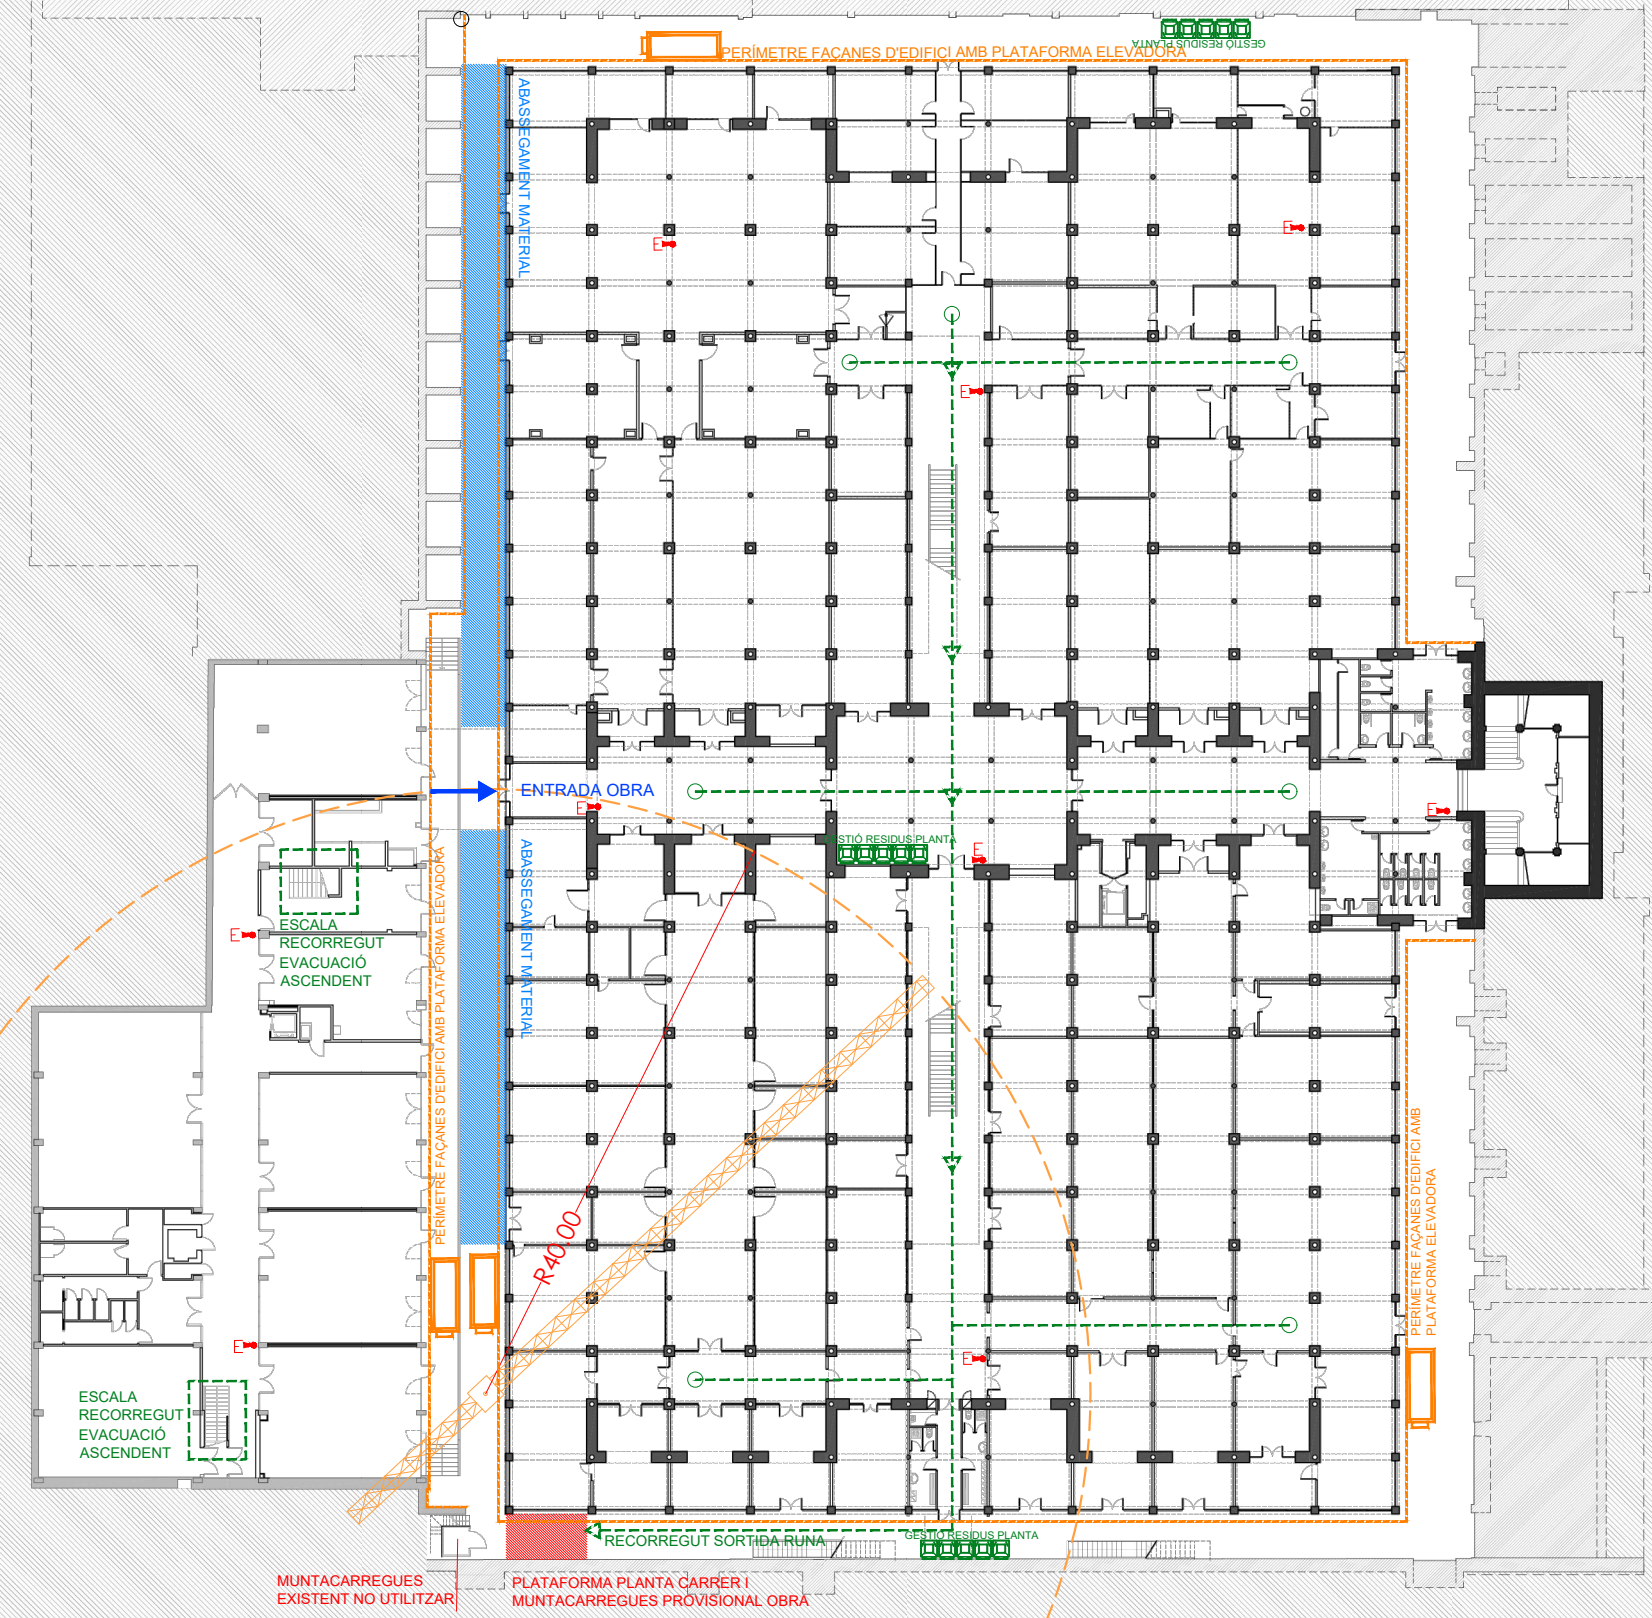 PERÍMETRE FAÇANES D'EDIFICI AMB PLATAFORMA ELEVADORA
GESTIÓ RESIDUS PLANTA
ABASSEGAMENT MATERIAL
E
E
E
ENTRADA OBRA
E
E
GESTIÓ RESIDUS PLANTA
E
ABASSEGAMENT MATERIAL
PERÍMETRE FAÇANES D'EDIFICI AMB PLATAFORMA ELEVADORA
ESCALA
RECORREGUT
EVACUACIÓ
ASCENDENT
E
R40.00
PERÍMETRE FAÇANES D'EDIFICI AMB
PLATAFORMA ELEVADORA
E
E
ESCALA
RECORREGUT
EVACUACIÓ
ASCENDENT
RECORREGUT SORTIDA RUNA
GESTIÓ RESIDUS PLANTA
MUNTACARREGUES
EXISTENT NO UTILITZAR
PLATAFORMA PLANTA CARRER I
MUNTACARREGUES PROVISIONAL OBRA